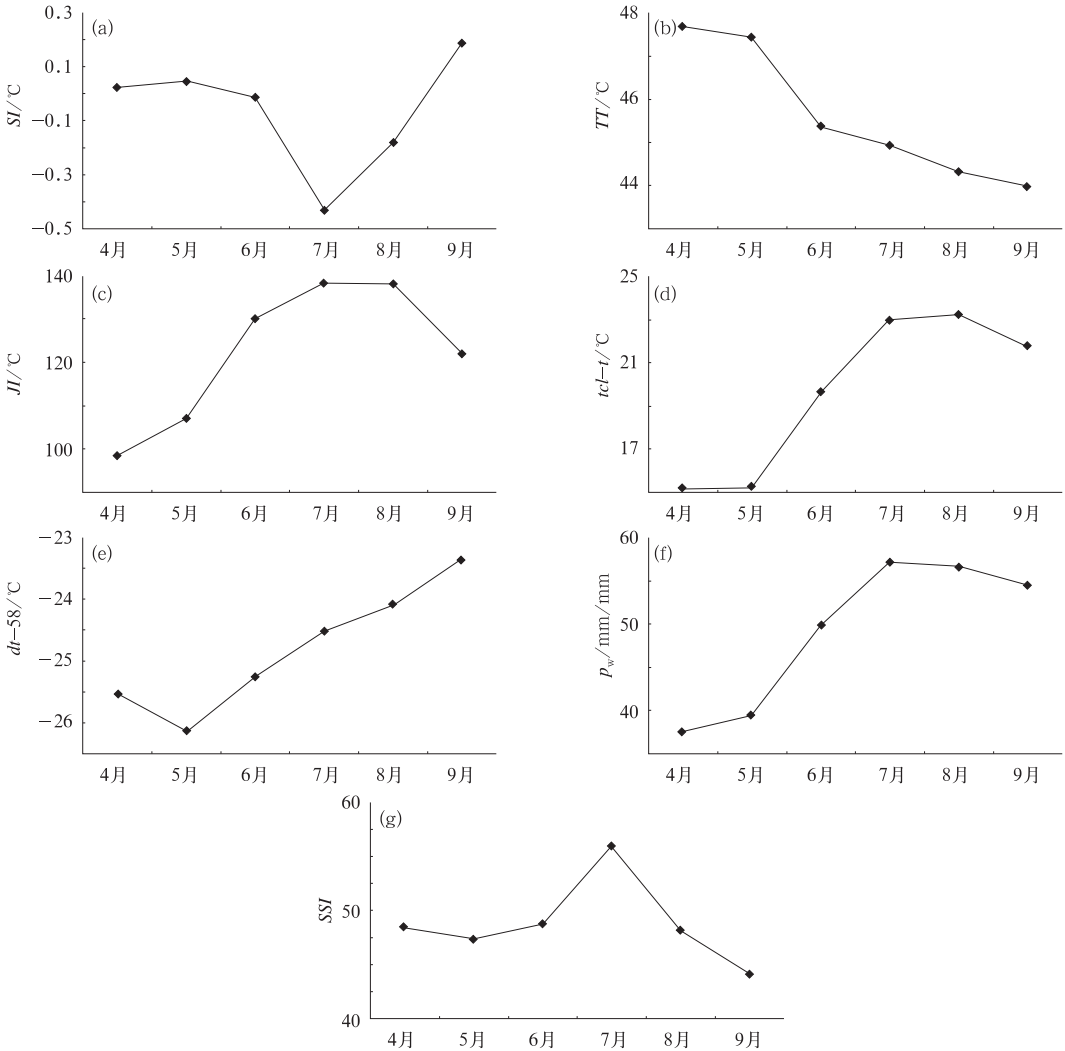 (a)
SI/℃
0.3
0.1
−0.1
−0.3
−0.5
4月 5月 6月 7月 8月 9月
(b)
TT/℃
48
46
44
4月 5月 6月 7月 8月 9月
(c)
JI/℃
140
120
100
4月 5月 6月 7月 8月 9月
(d)
tcl−t/℃
25
21
17
4月 5月 6月 7月 8月 9月
(e)
dt−58/℃
−23
−24
−25
−26
4月 5月 6月 7月 8月 9月
(f)
pw/mm/mm
60
50
40
4月 5月 6月 7月 8月 9月
(g)
SSI
60
50
40
4月 5月 6月 7月 8月 9月